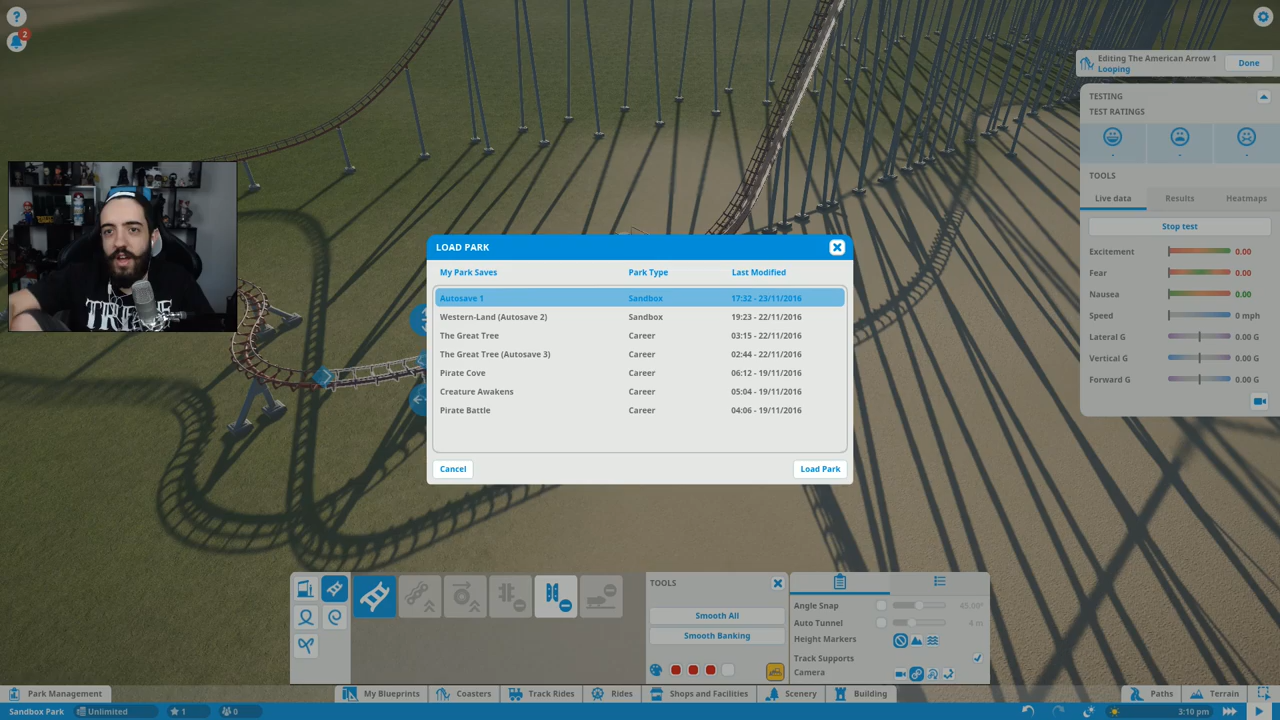 ?
2
Editing The American Arrow 1
Looping
Done
TESTING
TEST RATINGS
- - -
TOOLS
Live data Results Heatmaps
Stop test
Excitement 0.00
Fear 0.00
Nausea 0.00
Speed 0 mph
Lateral G 0.00 G
Vertical G 0.00 G
Forward G 0.00 G
LOAD PARK
My Park Saves Park Type Last Modified
Autosave 1 Sandbox 17:32 - 23/11/2016
Western-Land (Autosave 2) Sandbox 19:23 - 22/11/2016
The Great Tree Career 03:15 - 22/11/2016
The Great Tree (Autosave 3) Career 02:44 - 22/11/2016
Pirate Cove Career 06:12 - 19/11/2016
Creature Awakens Career 05:04 - 19/11/2016
Pirate Battle Career 04:06 - 19/11/2016
Cancel Load Park
TOOLS
Smooth All
Smooth Banking
Angle Snap 45.00°
Auto Tunnel 4 m
Height Markers
Track Supports
Camera
Park Management My Blueprints Coasters Track Rides Rides Shops and Facilities Scenery Building Paths Terrain
Sandbox Park Unlimited 1 0 3:10 pm